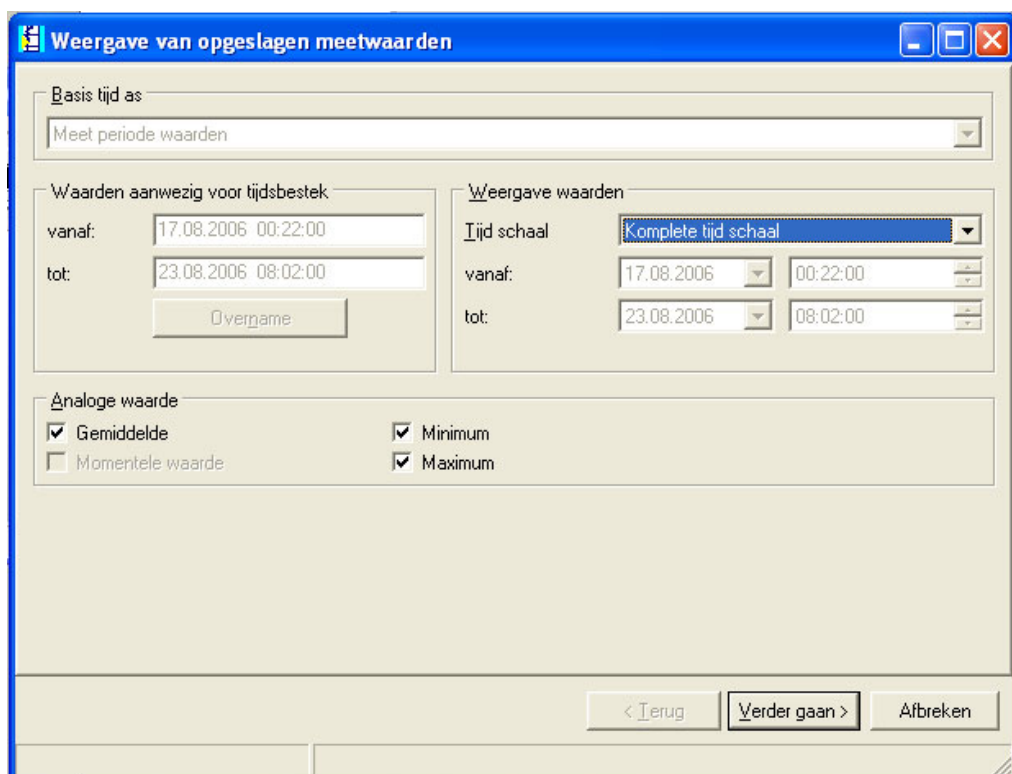 Weergave van opgeslagen meetwaarden
Basis tijd as
Meet periode waarden
Waarden aanwezig voor tijdsbestek
vanaf: 17.08.2006 00:22:00
tot: 23.08.2006 08:02:00
Overname
Weergave waarden
Tijd schaal Komplete tijd schaal
vanaf: 17.08.2006 00:22:00
tot: 23.08.2006 08:02:00
Analoge waarde
Gemiddelde Minimum
Momentele waarde Maximum
< Terug Verder gaan > Afbreken